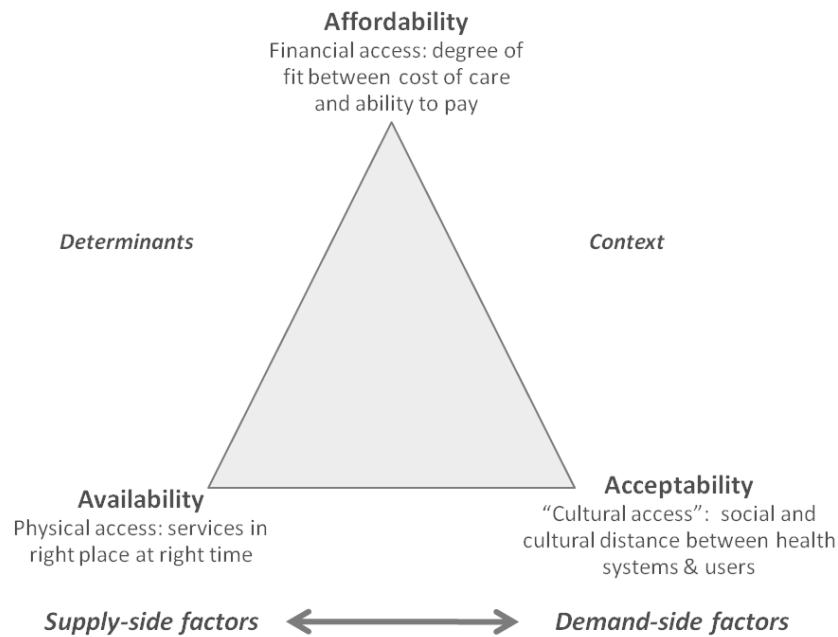 Affordability
Financial access: degree of
fit between cost of care
and ability to pay
Determinants
Context
Availability
Physical access: services in
right place at right time
Acceptability
“Cultural access”:  social and
cultural distance between health
systems & users
Supply-side factors
Demand-side factors